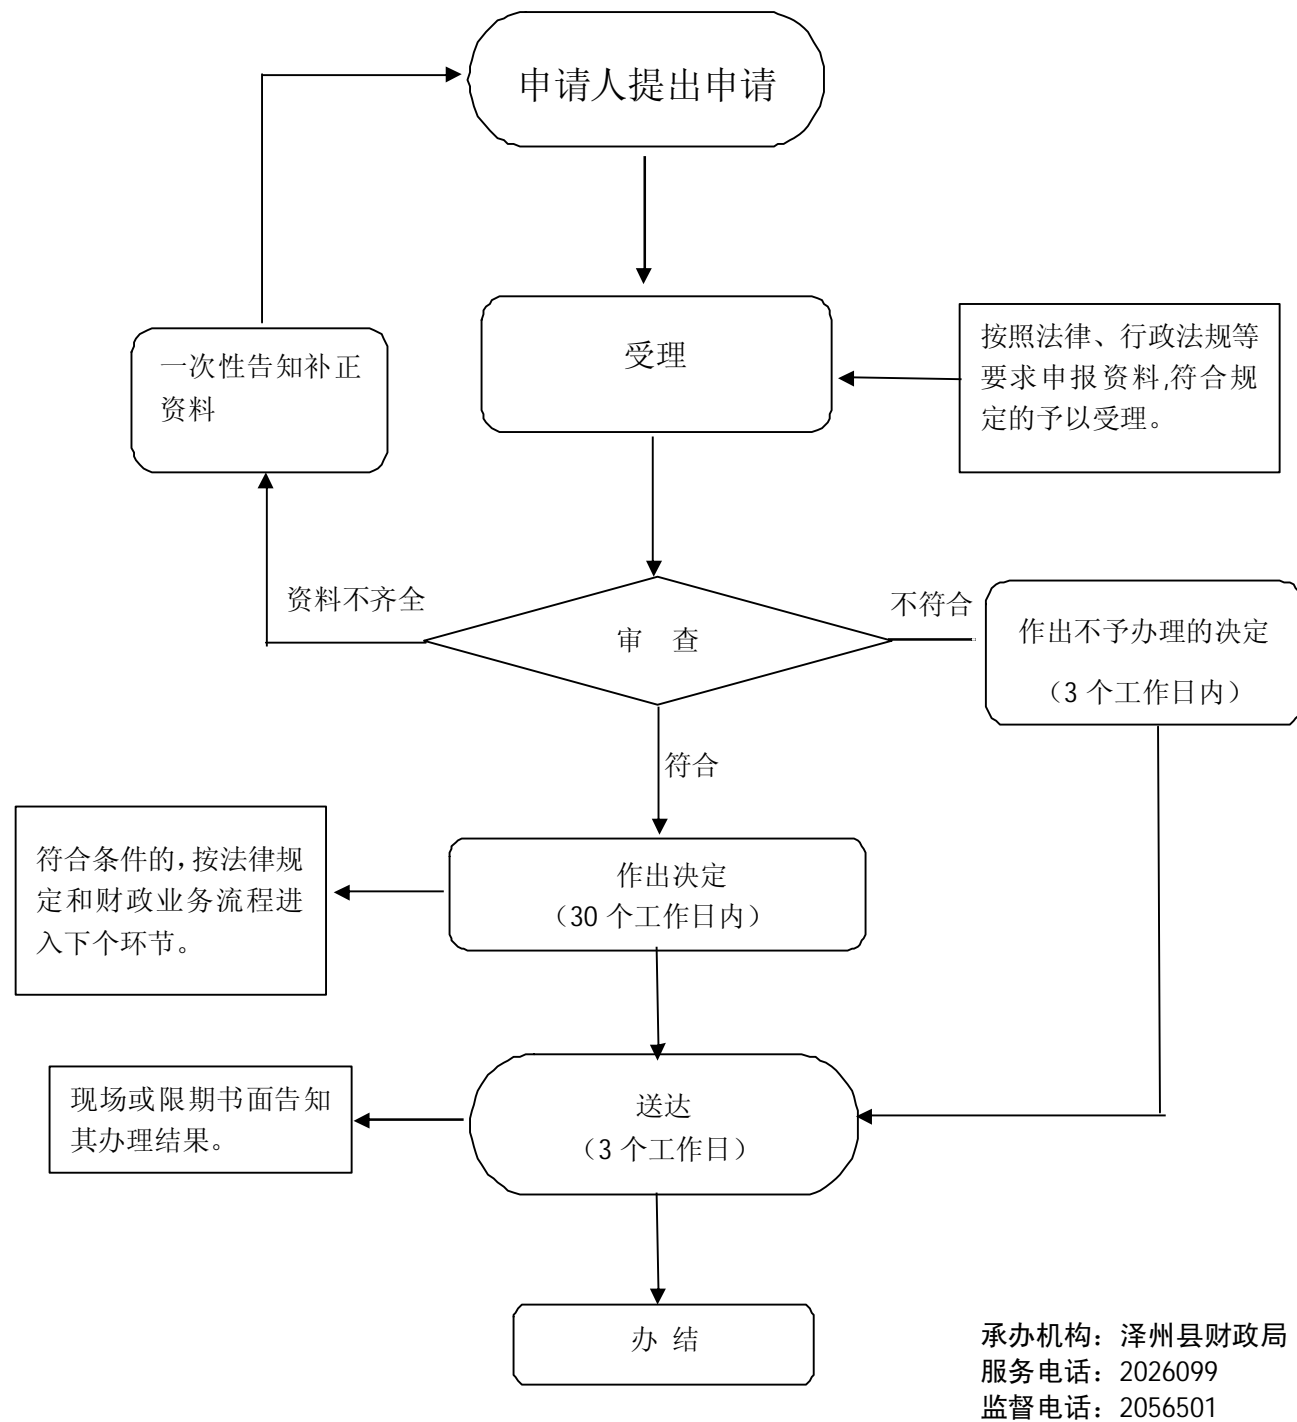 申请人提出申请
受理
按照法律、行政法规等
要求申报资料,符合规
定的予以受理。
一次性告知补正
资料
资料不齐全
不符合
审 查
作出不予办理的决定
（3 个工作日内）
符合
符合条件的，按法律规
定和财政业务流程进
入下个环节。
作出决定
（30 个工作日内）
现场或限期书面告知
其办理结果。
送达
（3 个工作日）
办 结
承办机构：泽州县财政局
服务电话：2026099
监督电话：2056501